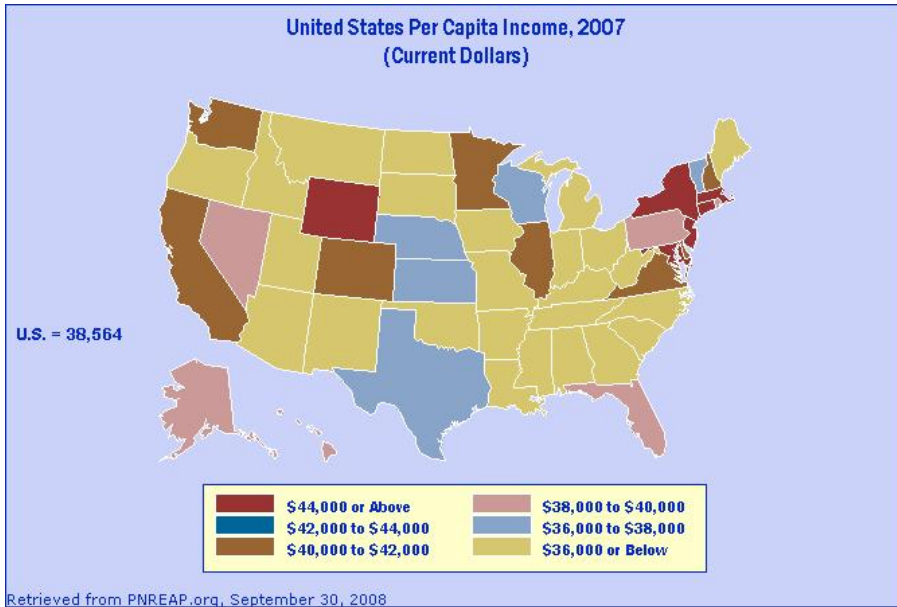 United States Per Capita Income, 2007
(Current Dollars)
U.S. = 38,564
$44,000 or Above
$42,000 to $44,000
$40,000 to $42,000
$38,000 to $40,000
$36,000 to $38,000
$36,000 or Below
Retrieved from PNREAP.org, September 30, 2008